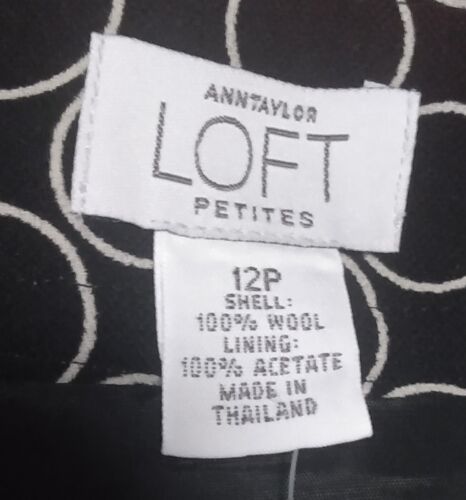 ANNTAYLOR
LOFT
PETITES
12P
SHELL:
100% WOOL
LINING:
100% ACETATE
MADE IN
THAILAND